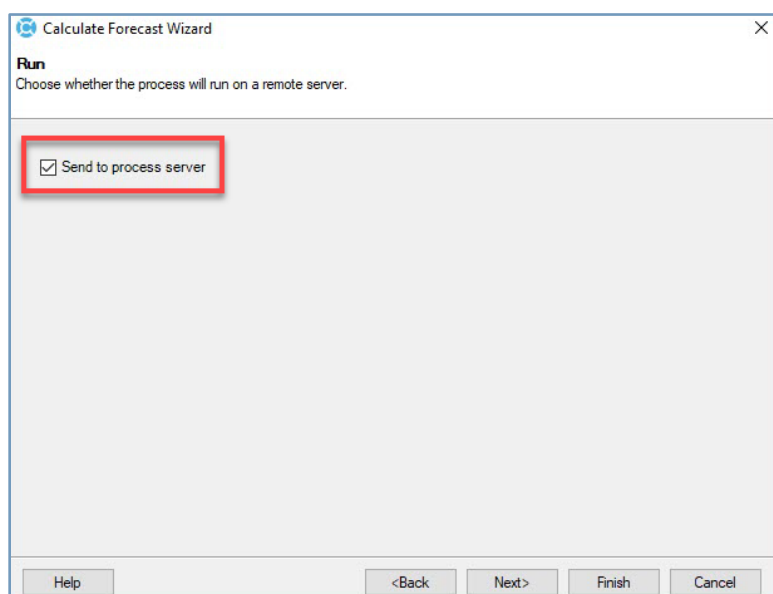 Calculate Forecast Wizard
Run
Choose whether the process will run on a remote server.
Send to process server
Help
<Back
Next>
Finish
Cancel